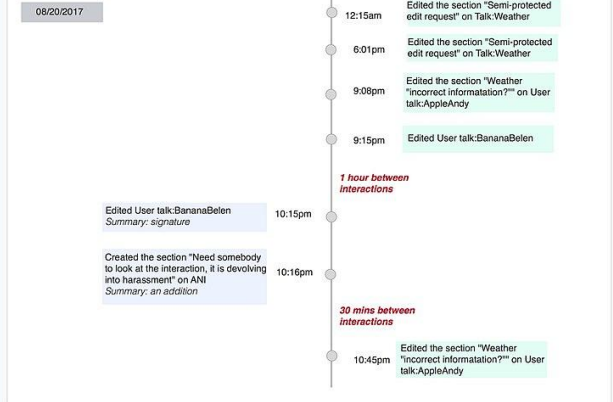 08/20/2017
12:15am
Edited the section "Semi-protected
edit request" on Talk:Weather
6:01pm
Edited the section "Semi-protected
edit request" on Talk:Weather
9:08pm
Edited the section "Weather
"incorrect informatation?"" on User
talk:AppleAndy
9:15pm
Edited User talk:BananaBelen
1 hour between
interactions
Edited User talk:BananaBelen
Summary: signature
10:15pm
Created the section "Need somebody
to look at the interaction, it is devolving
into harassment" on ANI
Summary: an addition
10:16pm
30 mins between
interactions
10:45pm
Edited the section "Weather
"incorrect informatation?"" on User
talk:AppleAndy